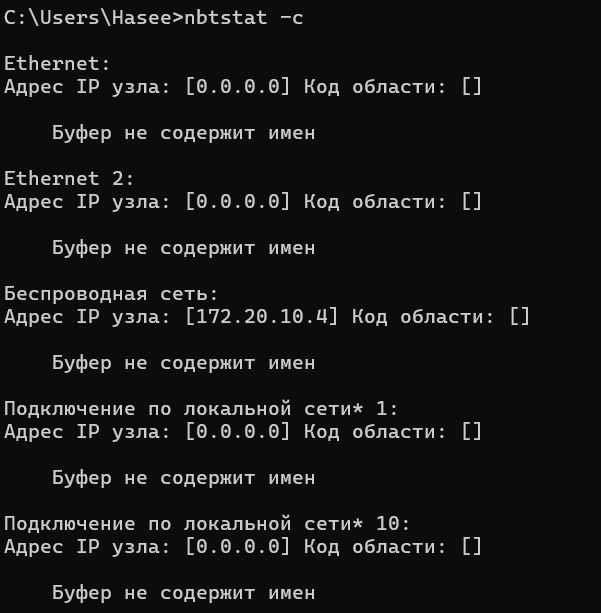 C:\Users\Hasee>nbtstat -c
Ethernet:
Адрес IP узла: [0.0.0.0] Код области: []
Буфер не содержит имен
Ethernet 2:
Адрес IP узла: [0.0.0.0] Код области: []
Буфер не содержит имен
Беспроводная сеть:
Адрес IP узла: [172.20.10.4] Код области: []
Буфер не содержит имен
Подключение по локальной сети* 1:
Адрес IP узла: [0.0.0.0] Код области: []
Буфер не содержит имен
Подключение по локальной сети* 10:
Адрес IP узла: [0.0.0.0] Код области: []
Буфер не содержит имен